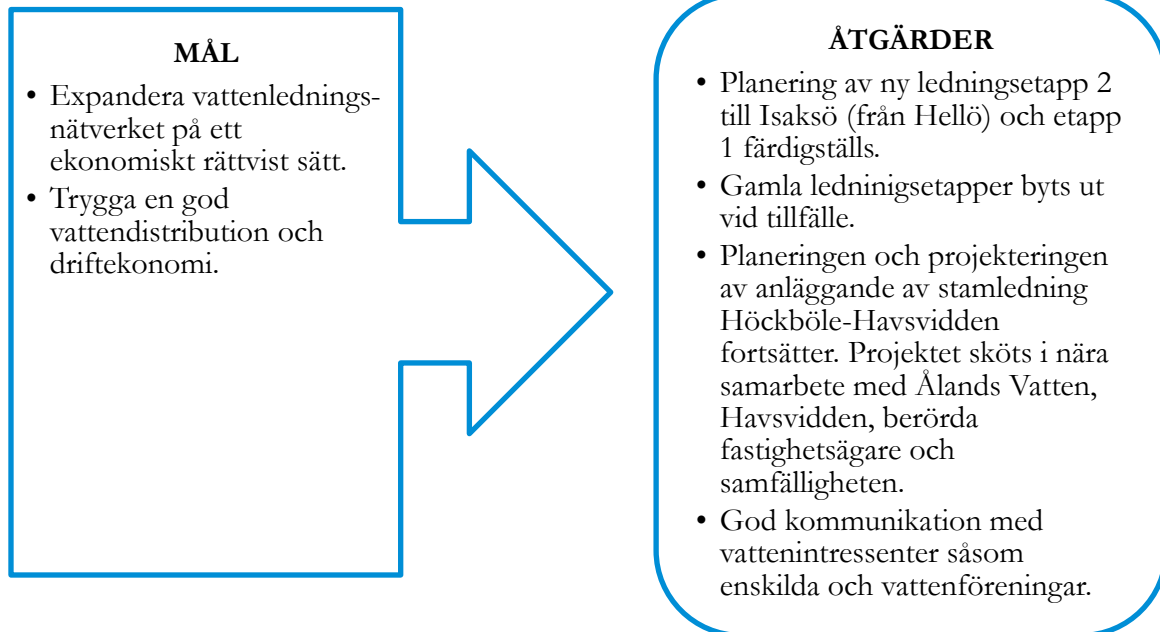 MÅL
• Expandera vattenlednings-
nätverket på ett
ekonomiskt rättvist sätt.
• Trygga en god
vattendistribution och
driftekonomi.
ÅTGÄRDER
• Planering av ny ledningsetapp 2
till Isaksö (från Hellö) och etapp
1 färdigställs.
• Gamla ledninigsetapper byts ut
vid tillfälle.
• Planeringen och projekteringen
av anläggande av stamledning
Höckböle-Havsvidden
fortsätter. Projektet sköts i nära
samarbete med Ålands Vatten,
Havsvidden, berörda
fastighetsägare och
samfälligheten.
• God kommunikation med
vattenintressenter såsom
enskilda och vattenföreningar.